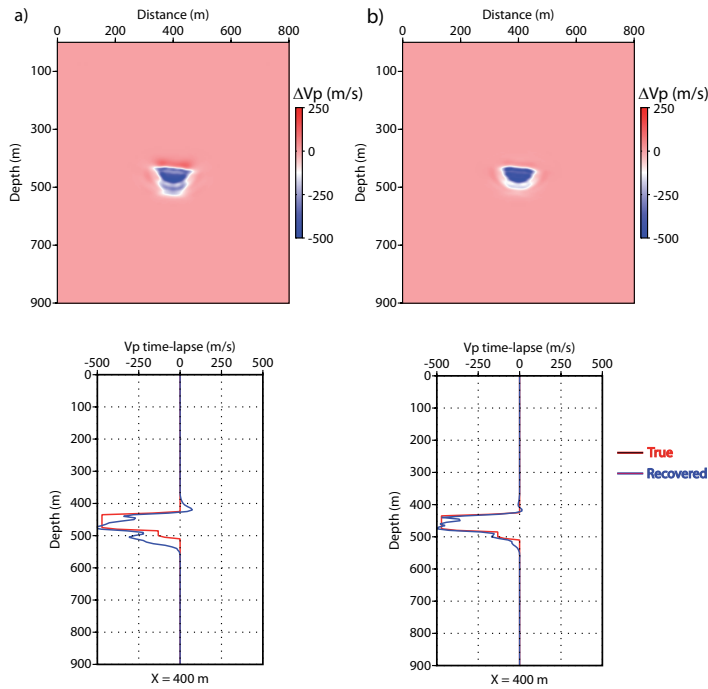 a)
Distance (m)
0 200 400 600 800
100
300
500
700
900
Depth (m)
ΔVp (m/s)
250
0
-250
-500
b)
Distance (m)
0 200 400 600 800
100
300
500
700
900
Depth (m)
ΔVp (m/s)
250
0
-250
-500
Vp time-lapse (m/s)
-500 -250 0 250 500
0
100
200
300
400
500
600
700
800
900
Depth (m)
X = 400 m
Vp time-lapse (m/s)
-500 -250 0 250 500
0
100
200
300
400
500
600
700
800
900
Depth (m)
X = 400 m
True
Recovered